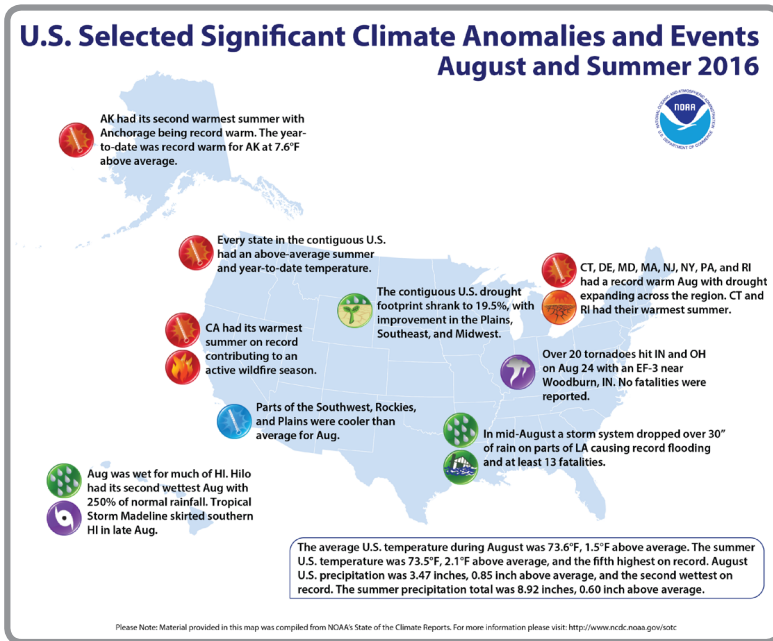 U.S. Selected Significant Climate Anomalies and Events
August and Summer 2016
NOAA
AK had its second warmest summer with
Anchorage being record warm. The year-
to-date was record warm for AK at 7.6°F
above average.
Every state in the contiguous U.S.
had an above-average summer
and year-to-date temperature.
CT, DE, MD, MA, NJ, NY, PA, and RI
had a record warm Aug with drought
expanding across the region. CT and
RI had their warmest summer.
The contiguous U.S. drought
footprint shrank to 19.5%, with
improvement in the Plains,
Southeast, and Midwest.
CA had its warmest
summer on record
contributing to an
active wildfire season.
Over 20 tornadoes hit IN and OH
on Aug 24 with an EF-3 near
Woodburn, IN. No fatalities were
reported.
Parts of the Southwest, Rockies,
and Plains were cooler than
average for Aug.
In mid-August a storm system dropped over 30″
of rain on parts of LA causing record flooding
and at least 13 fatalities.
Aug was wet for much of HI. Hilo
had its second wettest Aug with
250% of normal rainfall. Tropical
Storm Madeline skirted southern
HI in late Aug.
The average U.S. temperature during August was 73.6°F, 1.5°F above average. The summer
U.S. temperature was 73.5°F, 2.1°F above average, and the fifth highest on record. August
U.S. precipitation was 3.47 inches, 0.85 inch above average, and the second wettest on
record. The summer precipitation total was 8.92 inches, 0.60 inch above average.
Please Note: Material provided in this map was compiled from NOAA's State of the Climate Reports. For more information please visit: http://www.ncdc.noaa.gov/sotc